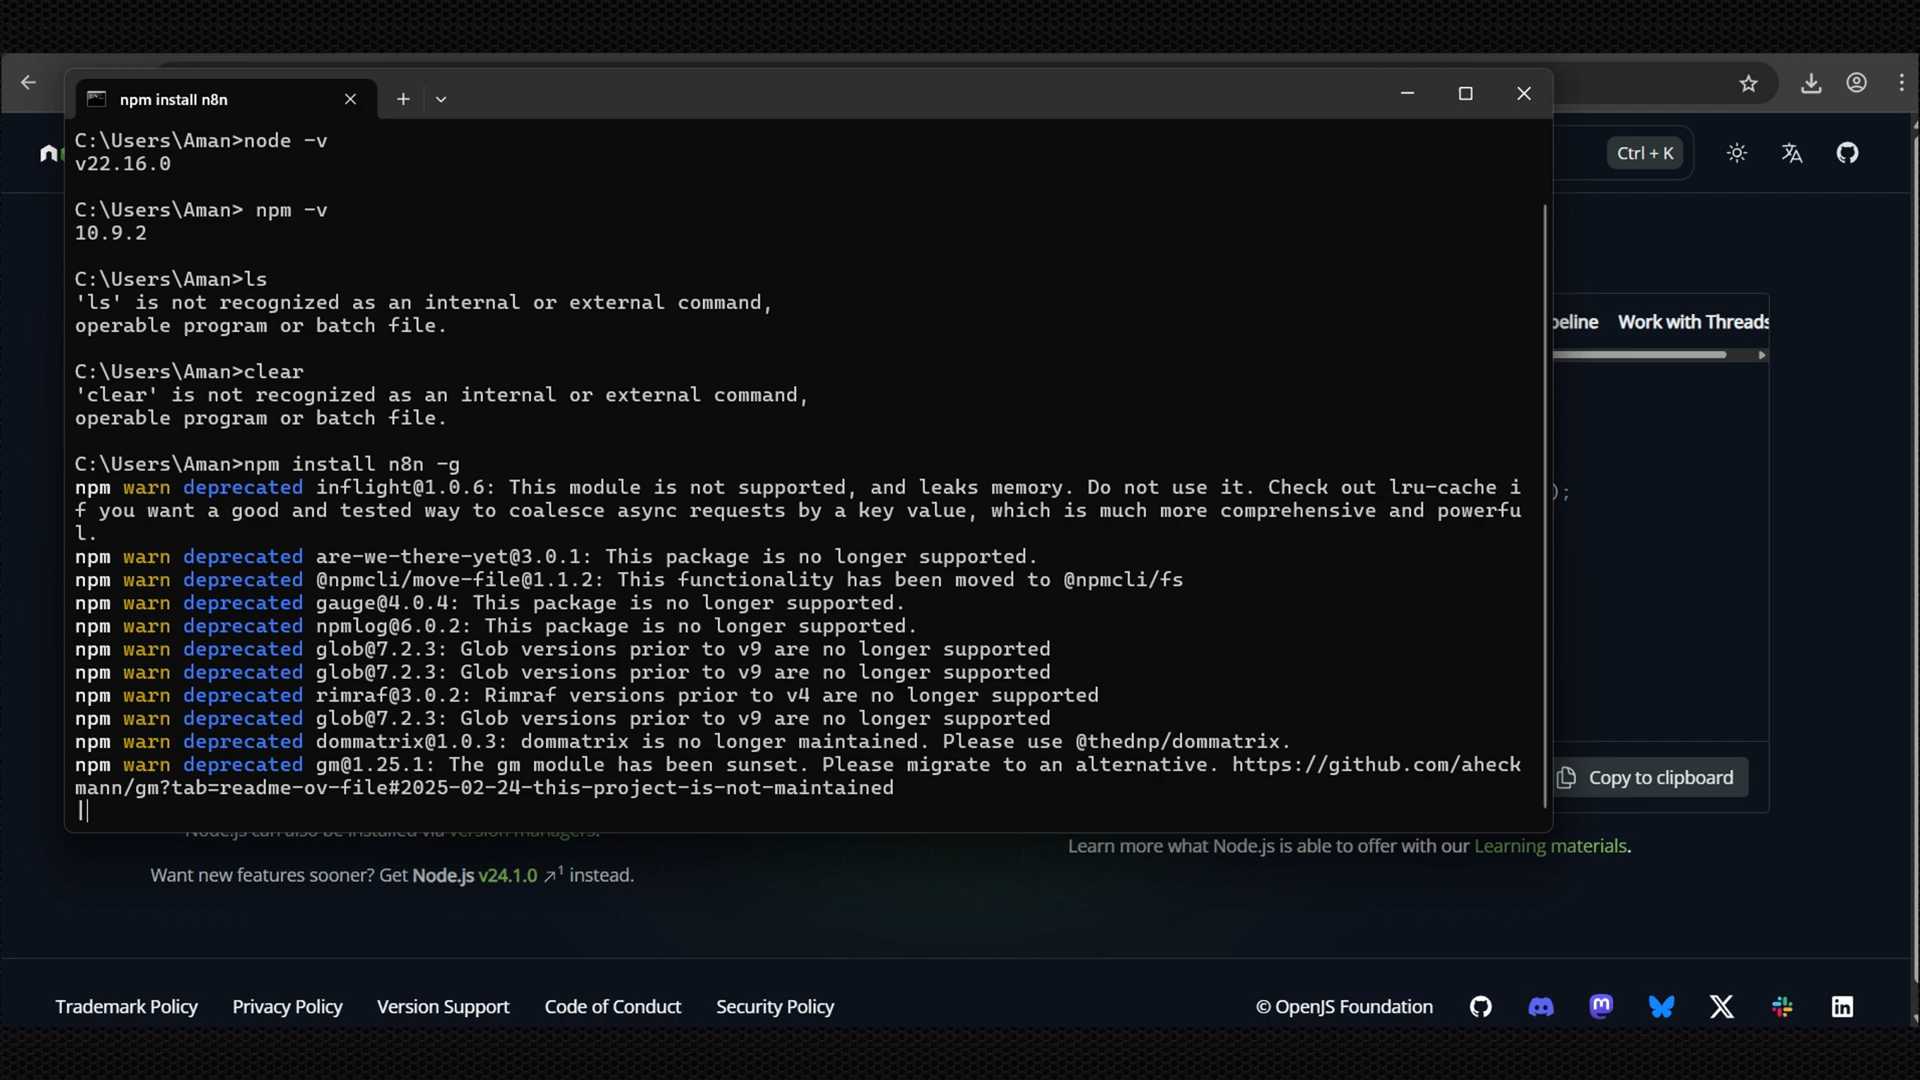 npm install n8n
C:\Users\Aman>node -v
v22.16.0
C:\Users\Aman> npm -v
10.9.2
C:\Users\Aman>ls
'ls' is not recognized as an internal or external command,
operable program or batch file.
C:\Users\Aman>clear
'clear' is not recognized as an internal or external command,
operable program or batch file.
C:\Users\Aman>npm install n8n -g
npm warn deprecated inflight@1.0.6: This module is not supported, and leaks memory. Do not use it. Check out lru-cache i
f you want a good and tested way to coalesce async requests by a key value, which is much more comprehensive and powerfu
l.
npm warn deprecated are-we-there-yet@3.0.1: This package is no longer supported.
npm warn deprecated @npmcli/move-file@1.1.2: This functionality has been moved to @npmcli/fs
npm warn deprecated gauge@4.0.4: This package is no longer supported.
npm warn deprecated npmlog@6.0.2: This package is no longer supported.
npm warn deprecated glob@7.2.3: Glob versions prior to v9 are no longer supported
npm warn deprecated glob@7.2.3: Glob versions prior to v9 are no longer supported
npm warn deprecated rimraf@3.0.2: Rimraf versions prior to v4 are no longer supported
npm warn deprecated glob@7.2.3: Glob versions prior to v9 are no longer supported
npm warn deprecated dommatrix@1.0.3: dommatrix is no longer maintained. Please use @thednp/dommatrix.
npm warn deprecated gm@1.25.1: The gm module has been sunset. Please migrate to an alternative. https://github.com/aheck
mann/gm?tab=readme-ov-file#2025-02-24-this-project-is-not-maintained
|
Ctrl + K
peline Work with Threads
);
Copy to clipboard
Node.js can also be installed via version managers.
Learn more what Node.js is able to offer with our Learning materials.
Want new features sooner? Get Node.js v24.1.0 ↗1 instead.
Trademark Policy Privacy Policy Version Support Code of Conduct Security Policy
© OpenJS Foundation